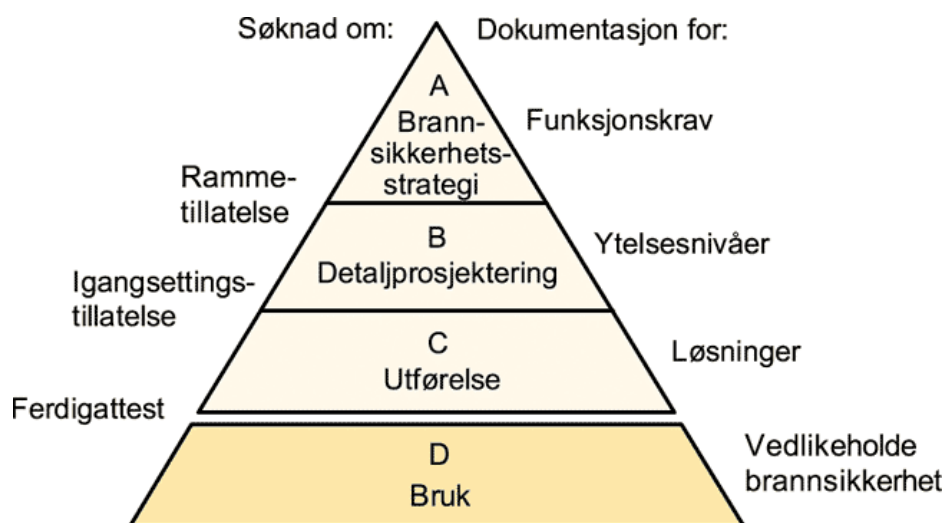 Søknad om:
Dokumentasjon for:
A
Brann-
sikkerhets-
strategi
Funksjonskrav
Ramme-
tillatelse
B
Detaljprosjektering
Ytelsesnivåer
Igangsettings-
tillatelse
C
Utførelse
Løsninger
Ferdigattest
D
Bruk
Vedlikeholde
brannsikkerhet